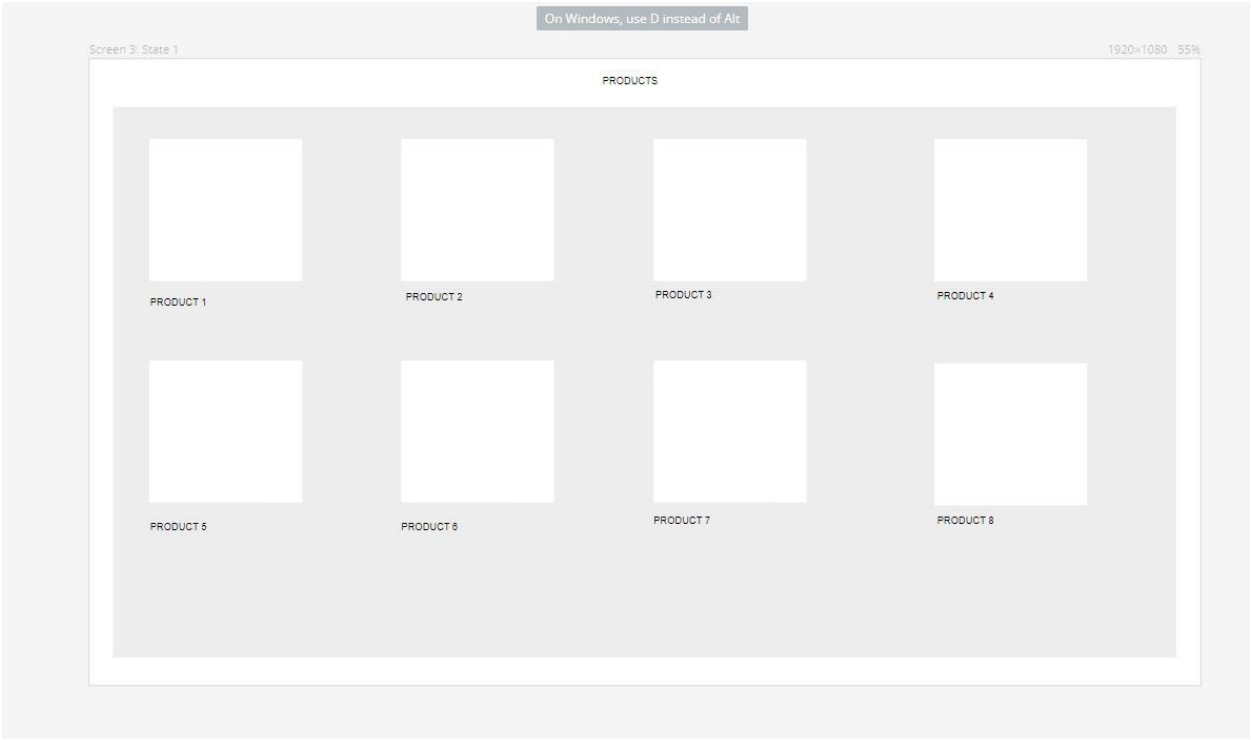 On Windows, use D instead of Alt
Screen 3: State 1
1920×1080 55%
PRODUCTS
PRODUCT 1
PRODUCT 2
PRODUCT 3
PRODUCT 4
PRODUCT 5
PRODUCT 6
PRODUCT 7
PRODUCT 8